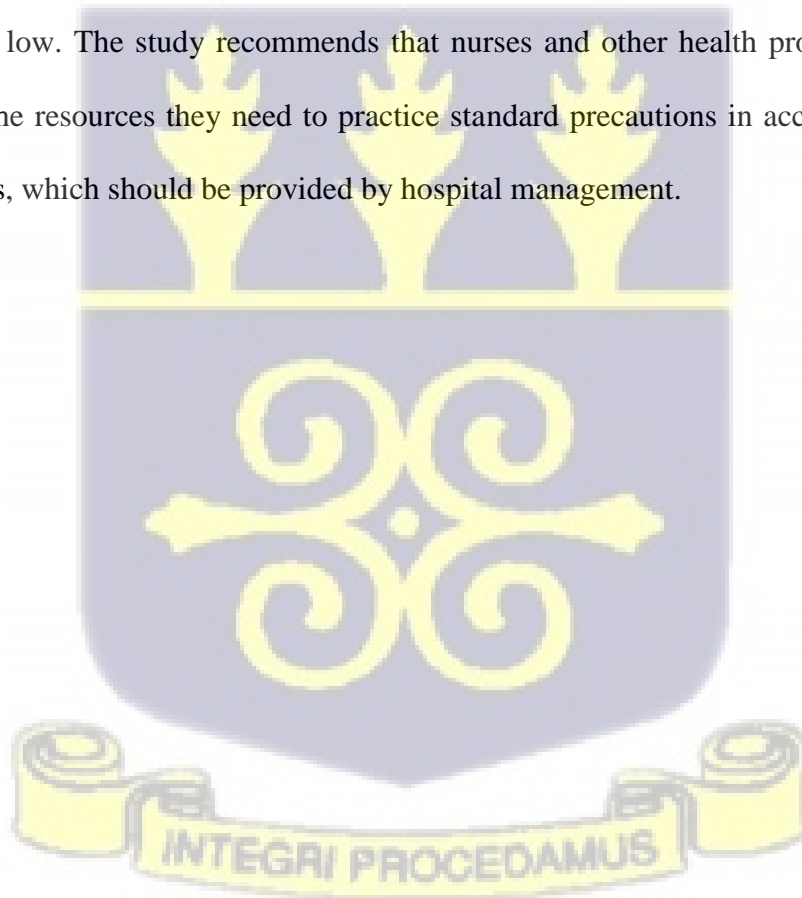 low. The study recommends that nurses and other health pro
resources they need to practice standard precautions in acc
which should be provided by hospital management.
INTEGRI PROCEDAMUS